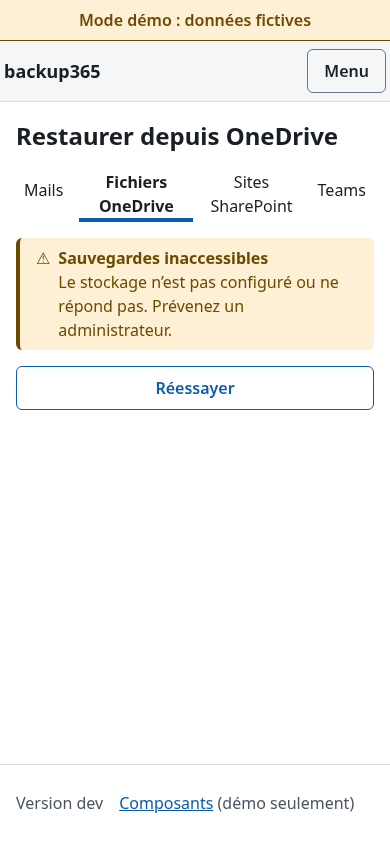 Mode démo : données fictives
backup365
Menu
Restaurer depuis OneDrive
Mails
Fichiers
OneDrive
Sites
SharePoint
Teams
⚠ Sauvegardes inaccessibles
Le stockage n’est pas configuré ou ne
répond pas. Prévenez un
administrateur.
Réessayer
Version dev Composants (démo seulement)